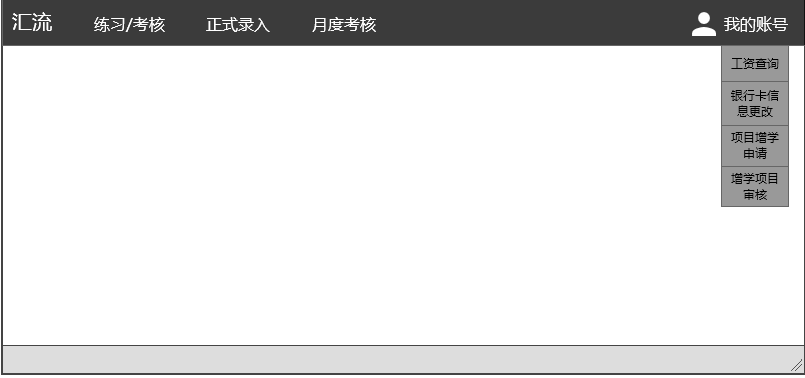 汇流 练习/考核 正式录入 月度考核 我的账号
工资查询
银行卡信
息更改
项目增学
申请
增学项目
审核